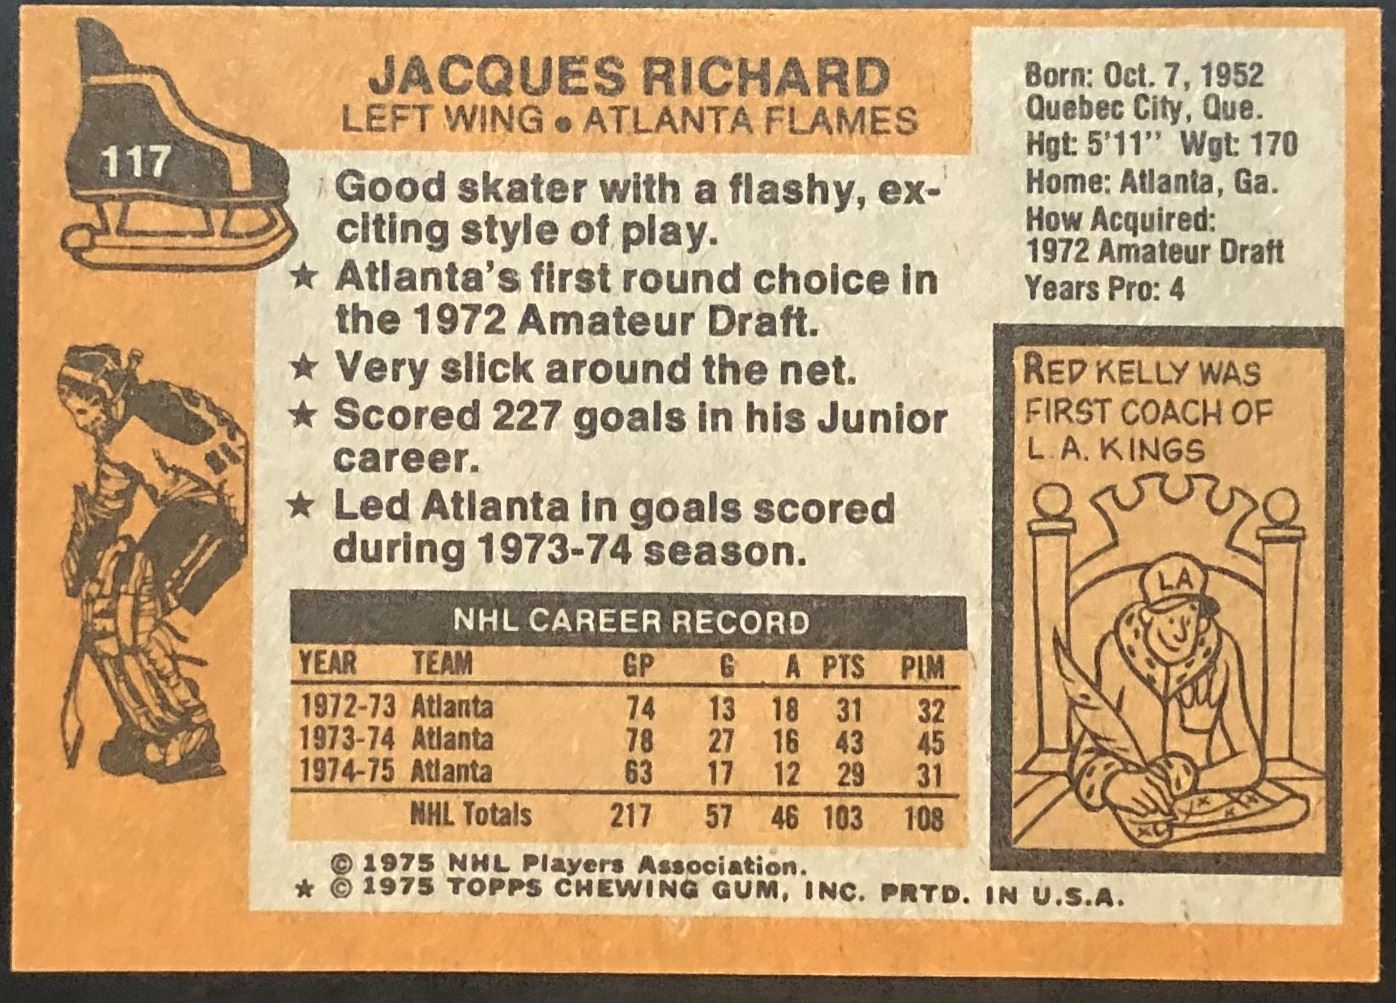 117
JACQUES RICHARD
LEFT WING • ATLANTA FLAMES
Good skater with a flashy, ex-
citing style of play.
★ Atlanta's first round choice in
the 1972 Amateur Draft.
★ Very slick around the net.
★ Scored 227 goals in his Junior
career.
★ Led Atlanta in goals scored
during 1973-74 season.
Born: Oct. 7, 1952
Quebec City, Que.
Hgt: 5'11'' Wgt: 170
Home: Atlanta, Ga.
How Acquired:
1972 Amateur Draft
Years Pro: 4
RED KELLY WAS
FIRST COACH OF
L.A. KINGS
LA
NHL CAREER RECORD
YEAR TEAM GP G A PTS PIM
1972-73 Atlanta 74 13 18 31 32
1973-74 Atlanta 78 27 16 43 45
1974-75 Atlanta 63 17 12 29 31
NHL Totals 217 57 46 103 108
© 1975 NHL Players Association.
★ © 1975 TOPPS CHEWING GUM, INC. PRTD. IN U.S.A.